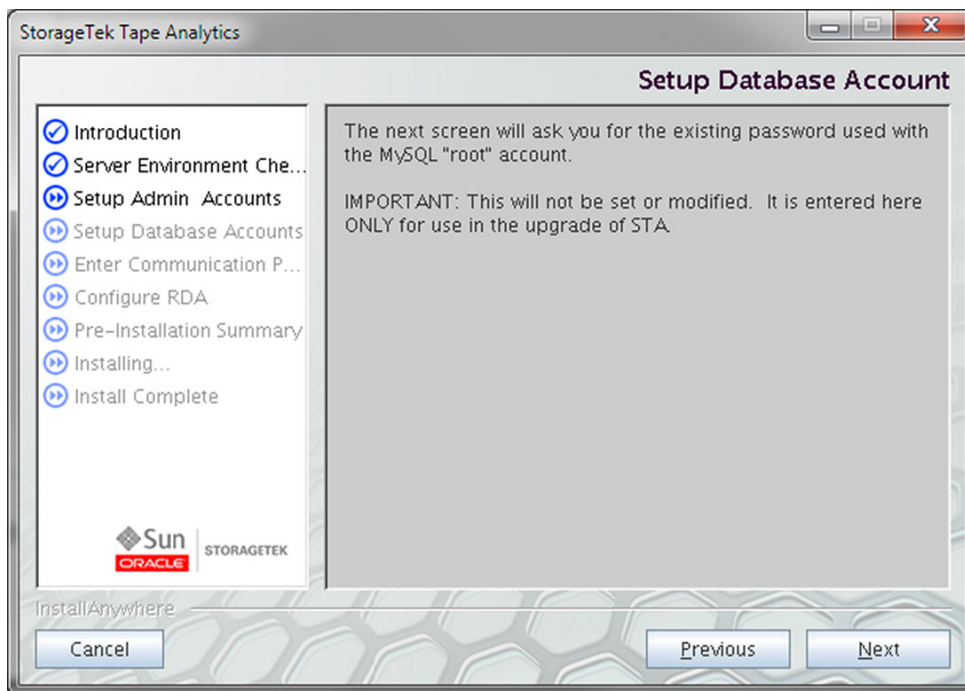 StorageTek Tape Analytics
Setup Database Account
Introduction
Server Environment Che...
Setup Admin Accounts
Setup Database Accounts
Enter Communication P...
Configure RDA
Pre-Installation Summary
Installing...
Install Complete
Sun
ORACLE
STORAGETEK
The next screen will ask you for the existing password used with
the MySQL "root" account.
IMPORTANT: This will not be set or modified. It is entered here
ONLY for use in the upgrade of STA.
InstallAnywhere
Cancel
Previous
Next